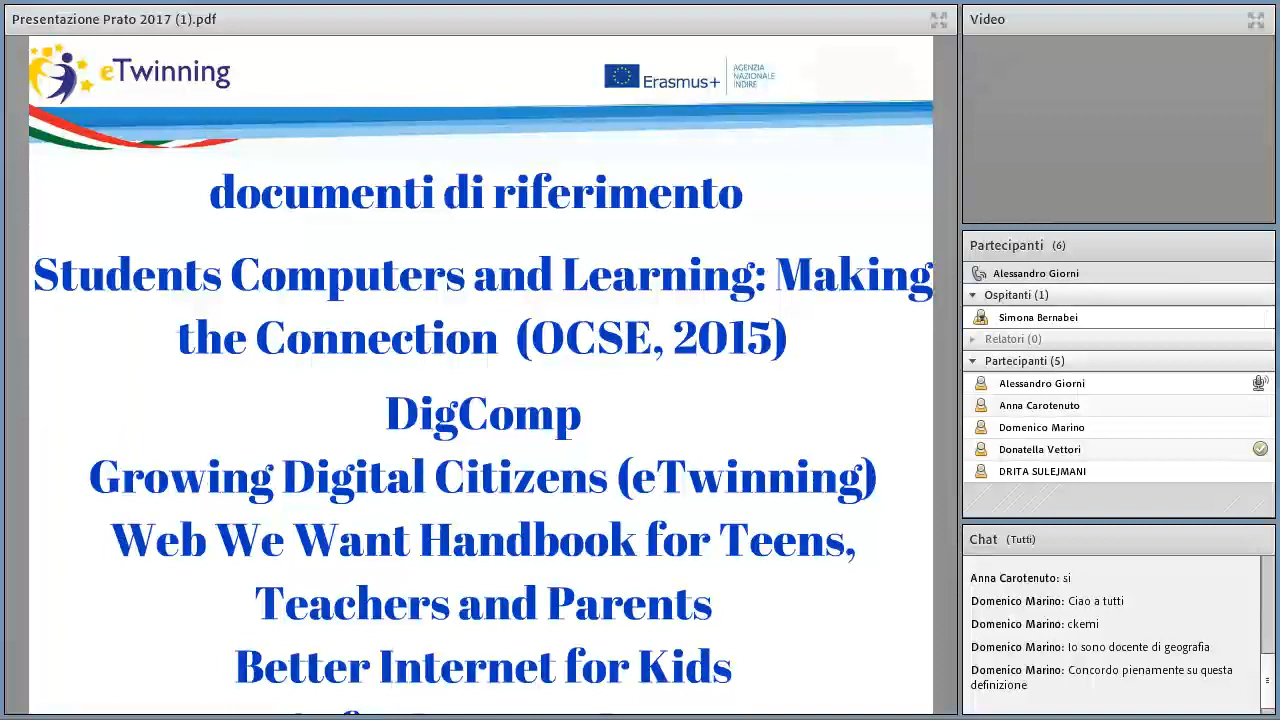 Presentazione Prato 2017 (1).pdf
eTwinning
Erasmus+
AGENZIA
NAZIONALE
INDIRE
documenti di riferimento
Students Computers and Learning: Making
the Connection (OCSE, 2015)
DigComp
Growing Digital Citizens (eTwinning)
Web We Want Handbook for Teens,
Teachers and Parents
Better Internet for Kids
Video
Partecipanti (6)
Alessandro Giorni
Ospitanti (1)
Simona Bernabei
Relatori (0)
Partecipanti (5)
Alessandro Giorni
Anna Carotenuto
Domenico Marino
Donatella Vettori
DRITA SULEJMANI
Chat (Tutti)
Anna Carotenuto: si
Domenico Marino: Ciao a tutti
Domenico Marino: ckemi
Domenico Marino: Io sono docente di geografia
Domenico Marino: Concordo pienamente su questa
definizione